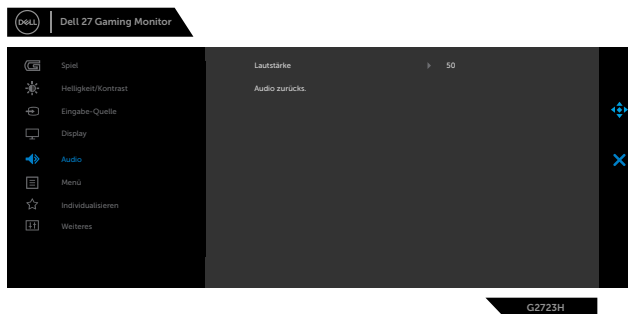 DELL Dell 27 Gaming Monitor
Spiel
Lautstärke 50
Helligkeit/Kontrast
Audio zurücks.
Eingabe-Quelle
Display
Audio
Menü
Individualisieren
Weiteres
G2723H